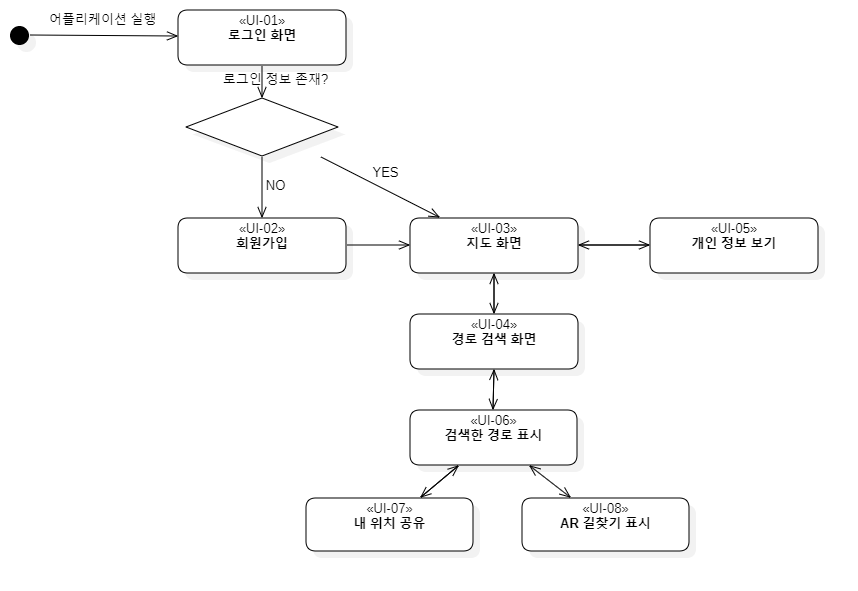 어플리케이션 실행
«UI-01»
로그인 화면
로그인 정보 존재?
YES
NO
«UI-02»
회원가입
«UI-03»
지도 화면
«UI-05»
개인 정보 보기
«UI-04»
경로 검색 화면
«UI-06»
검색한 경로 표시
«UI-07»
내 위치 공유
«UI-08»
AR 길찾기 표시